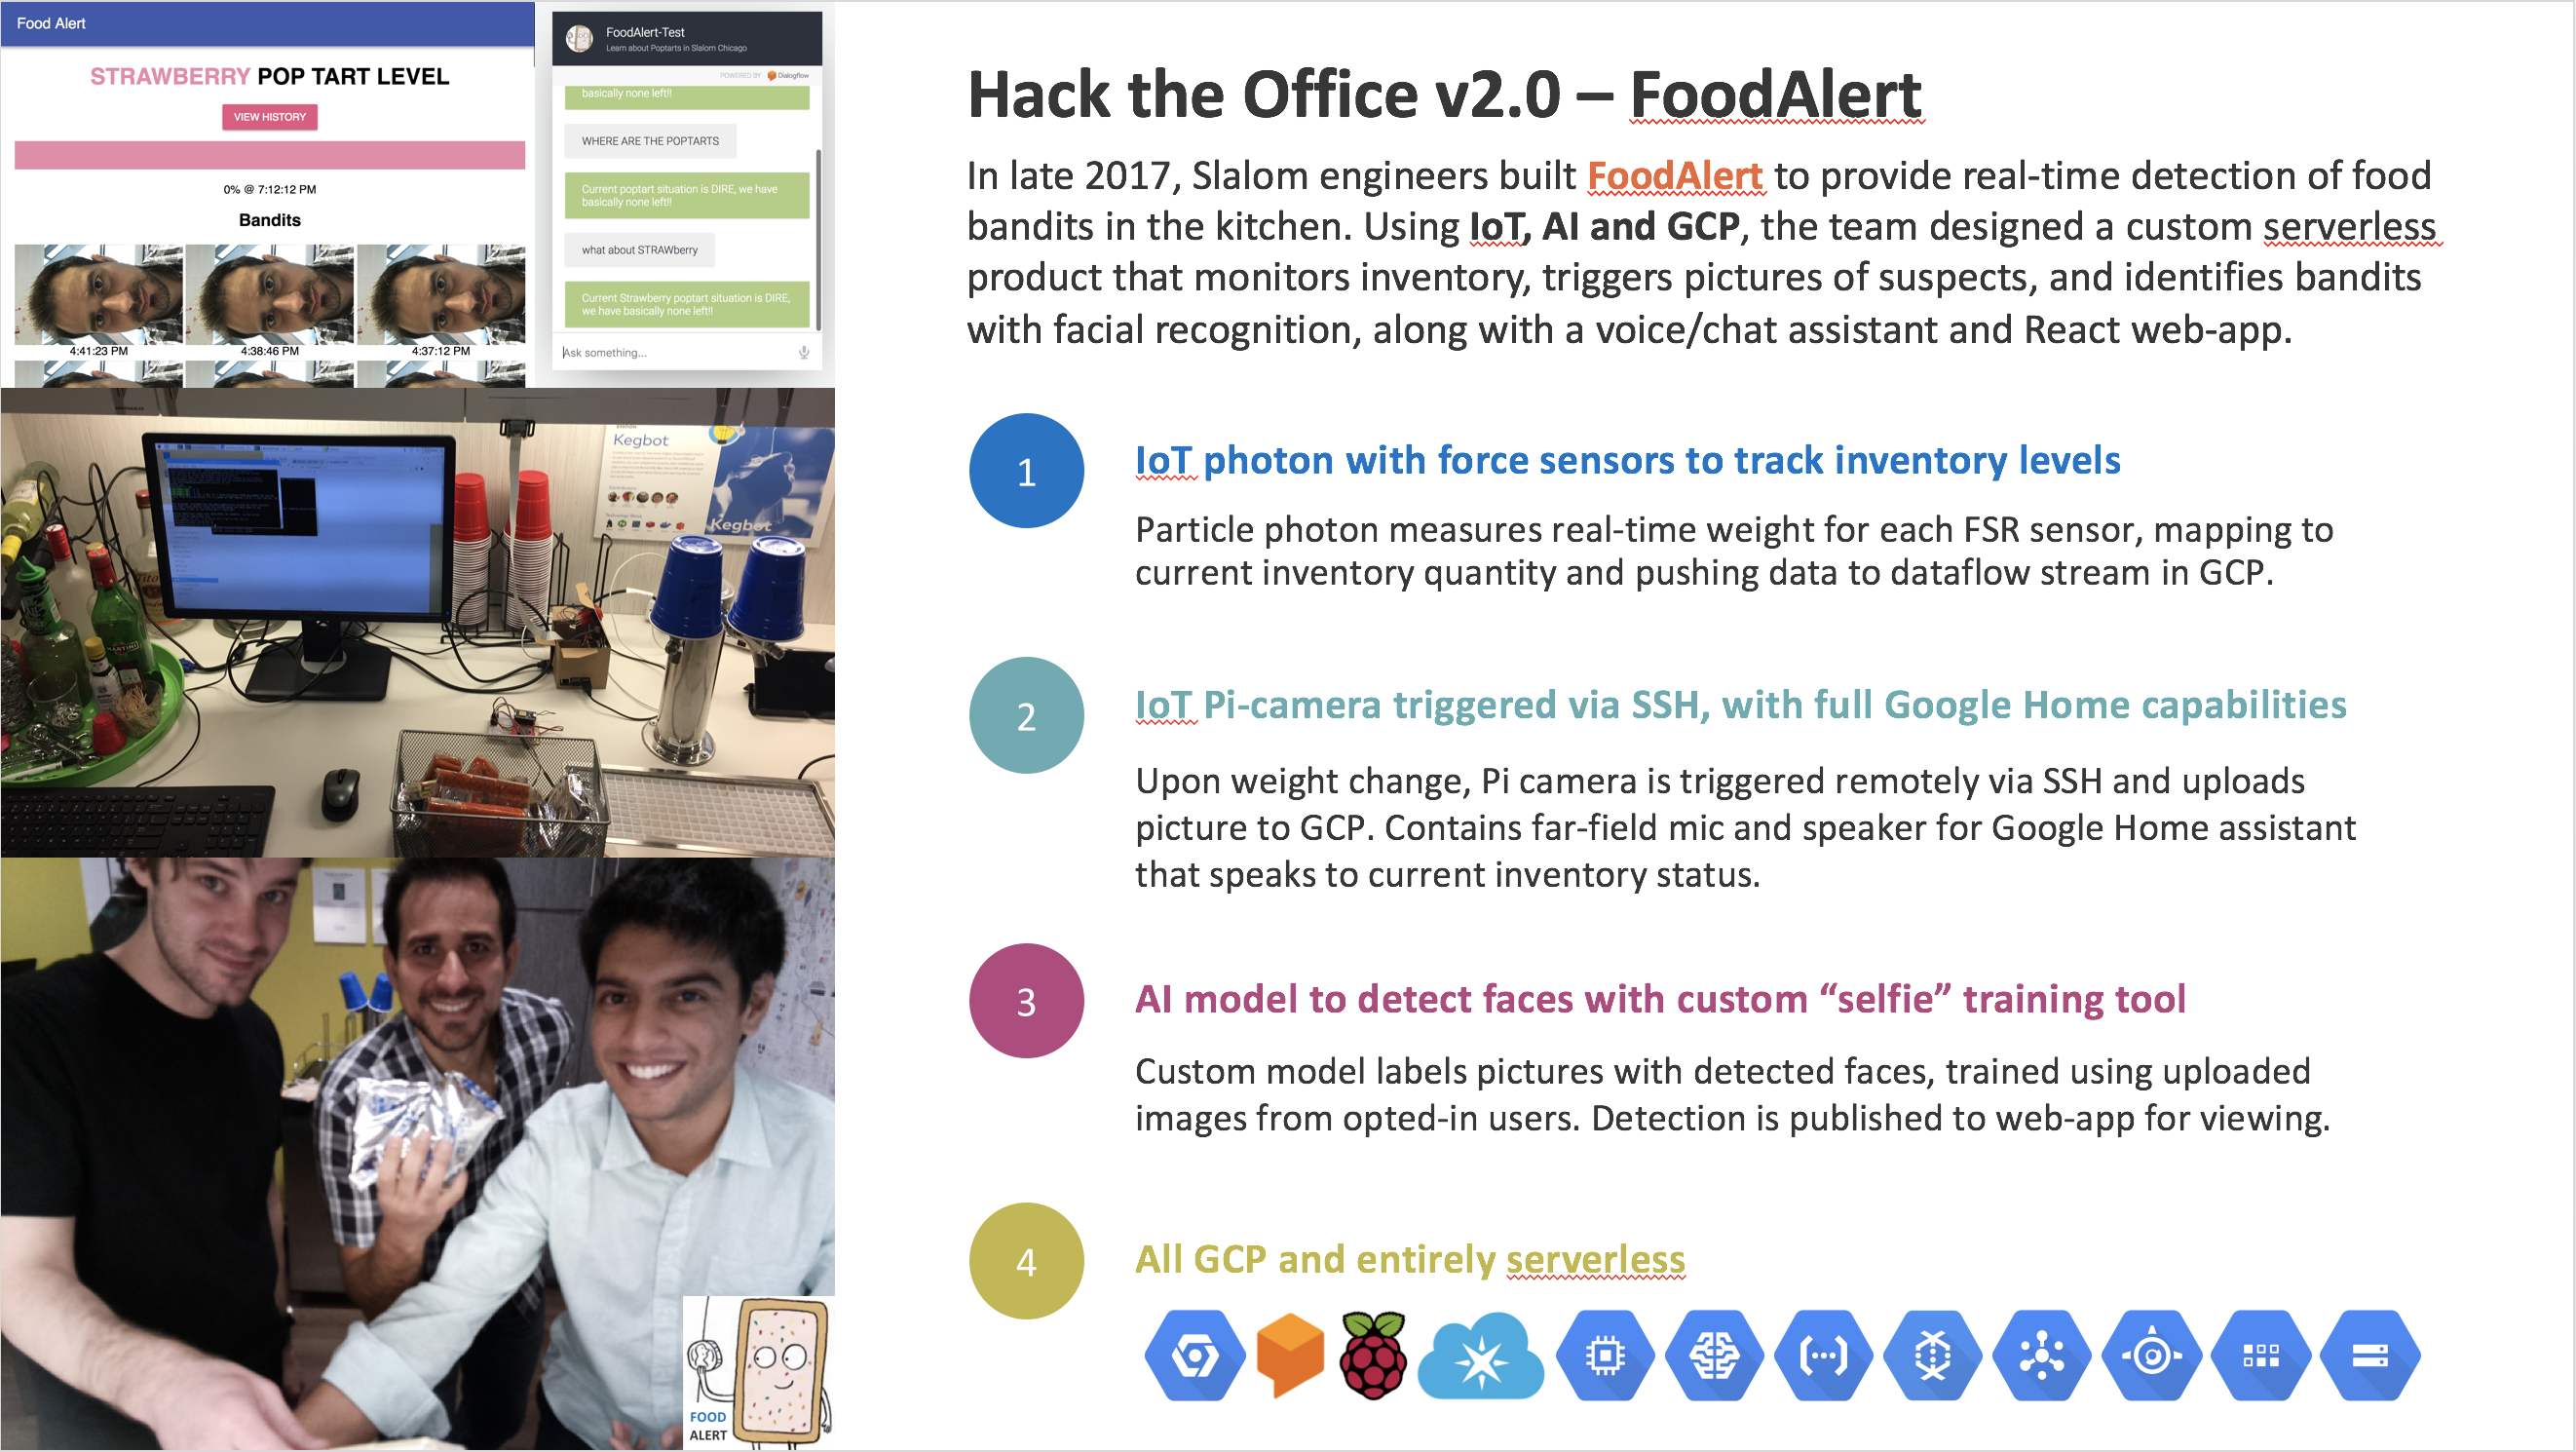 Food Alert
STRAWBERRY POP TART LEVEL
VIEW HISTORY
0% @ 7:12:12 PM
Bandits
4:41:23 PM
4:38:46 PM
4:37:12 PM
FoodAlert-Test
Learn about Poptarts in Slalom Chicago
POWERED BY Dialogflow
basically none left!!
WHERE ARE THE POPTARTS
Current poptart situation is DIRE, we have
basically none left!!
what about STRAWberry
Current Strawberry poptart situation is DIRE,
we have basically none left!!
Ask something...
Kegbot
Kegbot
Tito
MARTINI
FOOD
ALERT
Hack the Office v2.0 – FoodAlert
In late 2017, Slalom engineers built FoodAlert to provide real-time detection of food
bandits in the kitchen. Using IoT, AI and GCP, the team designed a custom serverless
product that monitors inventory, triggers pictures of suspects, and identifies bandits
with facial recognition, along with a voice/chat assistant and React web-app.
1
IoT photon with force sensors to track inventory levels
Particle photon measures real-time weight for each FSR sensor, mapping to
current inventory quantity and pushing data to dataflow stream in GCP.
2
IoT Pi-camera triggered via SSH, with full Google Home capabilities
Upon weight change, Pi camera is triggered remotely via SSH and uploads
picture to GCP. Contains far-field mic and speaker for Google Home assistant
that speaks to current inventory status.
3
AI model to detect faces with custom “selfie” training tool
Custom model labels pictures with detected faces, trained using uploaded
images from opted-in users. Detection is published to web-app for viewing.
4
All GCP and entirely serverless